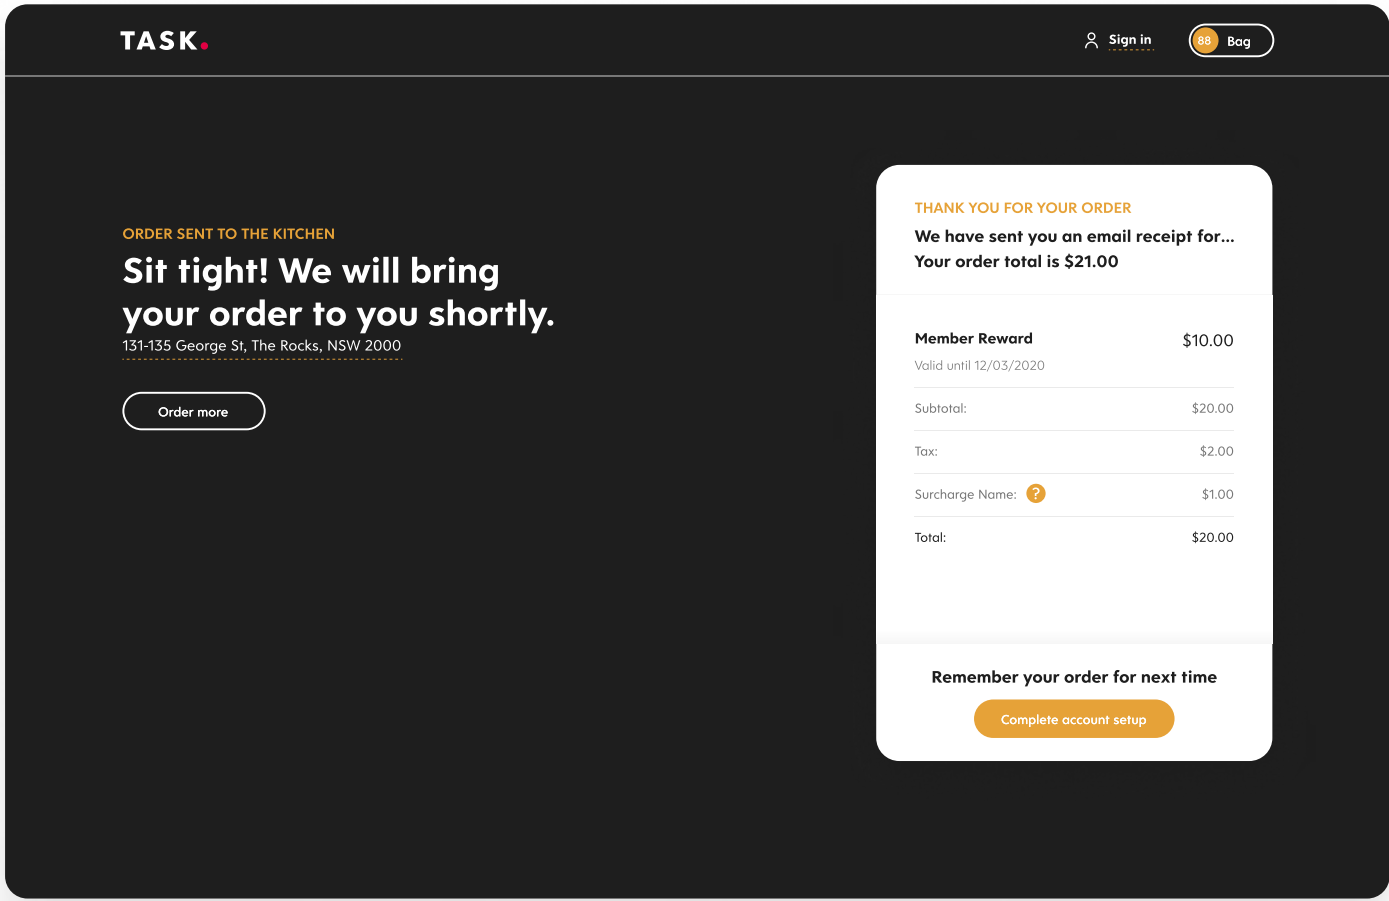 TASK.
Sign in
88 Bag
ORDER SENT TO THE KITCHEN
Sit tight! We will bring
your order to you shortly.
131-135 George St, The Rocks, NSW 2000
Order more
THANK YOU FOR YOUR ORDER
We have sent you an email receipt for...
Your order total is $21.00
Member Reward $10.00
Valid until 12/03/2020
Subtotal: $20.00
Tax: $2.00
Surcharge Name: ? $1.00
Total: $20.00
Remember your order for next time
Complete account setup